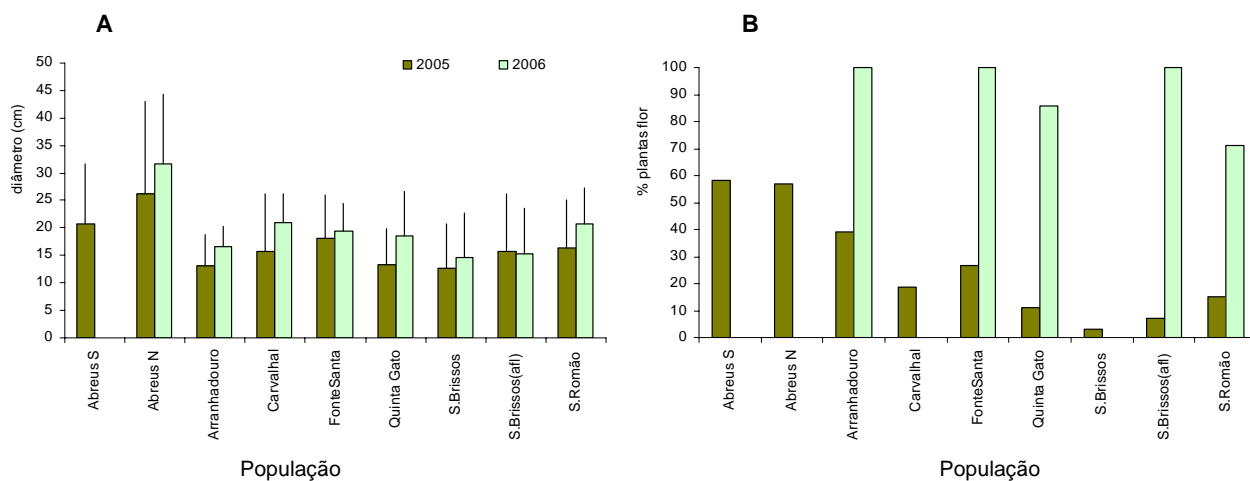 A
B
2005
2006
diâmetro (cm)
50
45
40
35
30
25
20
15
10
5
0
Abreus S
Abreus N
Arranhadouro
Carvalhal
FonteSanta
Quinta Gato
S.Brissos
S.Brissos(afl)
S.Romão
População
% plantas flor
100
90
80
70
60
50
40
30
20
10
0
Abreus S
Abreus N
Arranhadouro
Carvalhal
FonteSanta
Quinta Gato
S.Brissos
S.Brissos(afl)
S.Romão
População